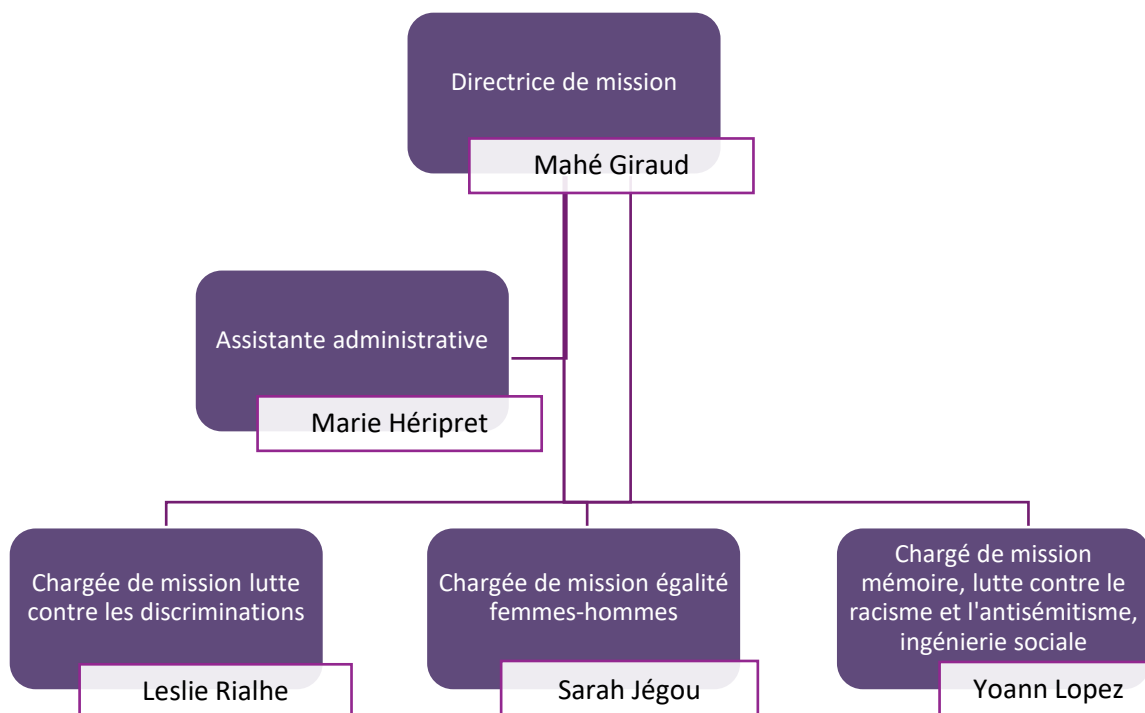 Directrice de mission
Mahé Giraud
Assistante administrative
Marie Héripret
Chargée de mission lutte
contre les discriminations
Leslie Rialhe
Chargée de mission égalité
femmes-hommes
Sarah Jégou
Chargé de mission
mémoire, lutte contre le
racisme et l'antisémitisme,
ingénierie sociale
Yoann Lopez